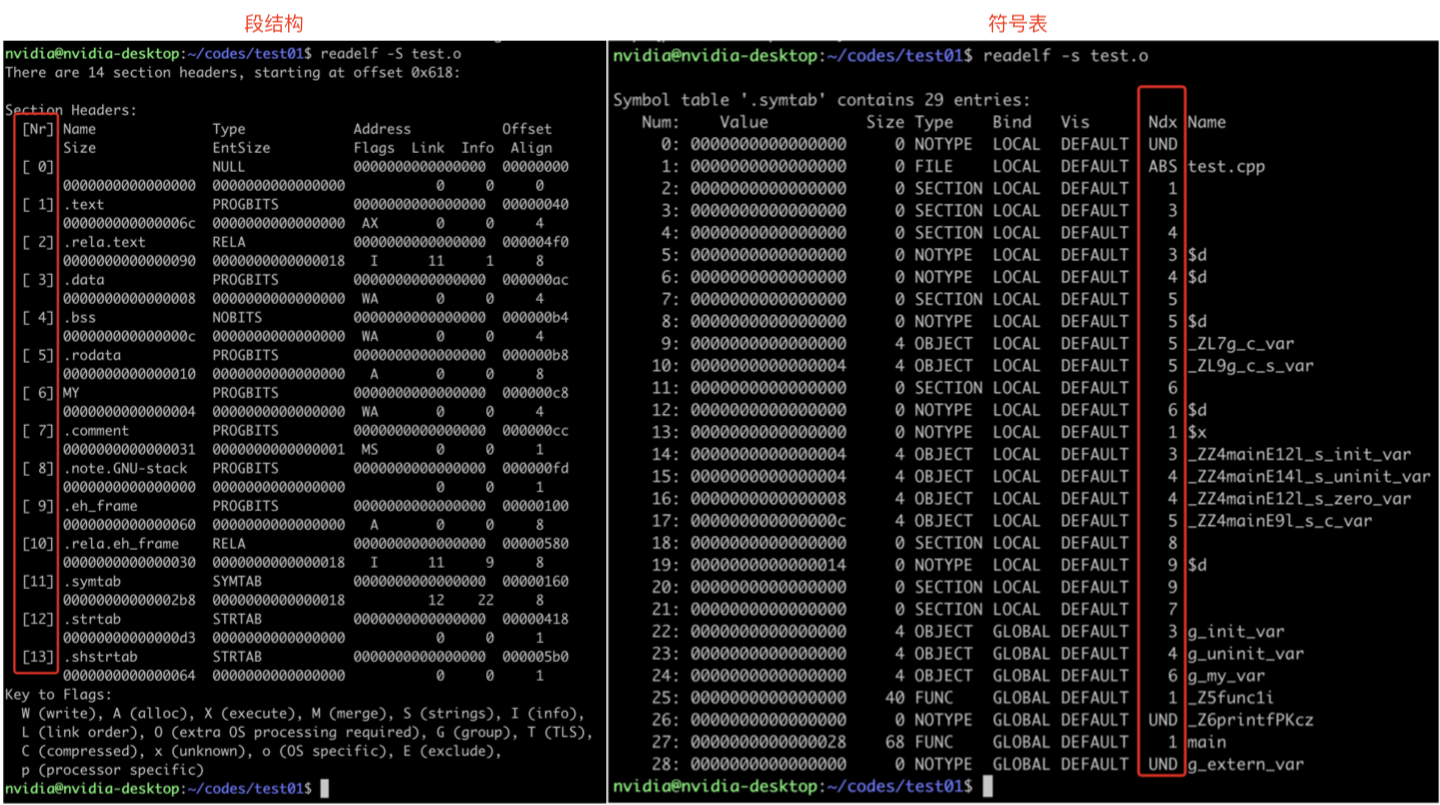 段结构
nvidia@nvidia-desktop:~/codes/test01$ readelf -S test.o
There are 14 section headers, starting at offset 0x618:
Section Headers:
[Nr] Name Type Address Offset
Size EntSize Flags Link Info Align
[ 0] NULL 0000000000000000 00000000
0000000000000000 0000000000000000 0 0 0
[ 1] .text PROGBITS 0000000000000000 00000040
000000000000006c 0000000000000000 AX 0 0 4
[ 2] .rela.text RELA 0000000000000000 000004f0
0000000000000090 0000000000000018 I 11 1 8
[ 3] .data PROGBITS 0000000000000000 000000ac
0000000000000008 0000000000000000 WA 0 0 4
[ 4] .bss NOBITS 0000000000000000 000000b4
000000000000000c 0000000000000000 WA 0 0 4
[ 5] .rodata PROGBITS 0000000000000000 000000b8
0000000000000010 0000000000000000 A 0 0 8
[ 6] MY PROGBITS 0000000000000000 000000c8
0000000000000004 0000000000000000 WA 0 0 4
[ 7] .comment PROGBITS 0000000000000000 000000cc
0000000000000031 0000000000000001 MS 0 0 1
[ 8] .note.GNU-stack PROGBITS 0000000000000000 000000fd
0000000000000000 0000000000000000 0 0 1
[ 9] .eh_frame PROGBITS 0000000000000000 00000100
0000000000000060 0000000000000000 A 0 0 8
[10] .rela.eh_frame RELA 0000000000000000 00000580
0000000000000030 0000000000000018 I 11 9 8
[11] .symtab SYMTAB 0000000000000000 00000160
00000000000002b8 0000000000000018 12 22 8
[12] .strtab STRTAB 0000000000000000 00000418
00000000000000d3 0000000000000000 0 0 1
[13] .shstrtab STRTAB 0000000000000000 000005b0
0000000000000064 0000000000000000 0 0 1
Key to Flags:
W (write), A (alloc), X (execute), M (merge), S (strings), I (info),
L (link order), O (extra OS processing required), G (group), T (TLS),
C (compressed), x (unknown), o (OS specific), E (exclude),
p (processor specific)
nvidia@nvidia-desktop:~/codes/test01$
符号表
nvidia@nvidia-desktop:~/codes/test01$ readelf -s test.o
Symbol table '.symtab' contains 29 entries:
Num: Value Size Type Bind Vis Ndx Name
0: 0000000000000000 0 NOTYPE LOCAL DEFAULT UND
1: 0000000000000000 0 FILE LOCAL DEFAULT ABS test.cpp
2: 0000000000000000 0 SECTION LOCAL DEFAULT 1
3: 0000000000000000 0 SECTION LOCAL DEFAULT 3
4: 0000000000000000 0 SECTION LOCAL DEFAULT 4
5: 0000000000000000 0 NOTYPE LOCAL DEFAULT 3 $d
6: 0000000000000000 0 NOTYPE LOCAL DEFAULT 4 $d
7: 0000000000000000 0 SECTION LOCAL DEFAULT 5
8: 0000000000000000 0 NOTYPE LOCAL DEFAULT 5 $d
9: 0000000000000000 4 OBJECT LOCAL DEFAULT 5 _ZL7g_c_var
10: 0000000000000004 4 OBJECT LOCAL DEFAULT 5 _ZL9g_c_s_var
11: 0000000000000000 0 SECTION LOCAL DEFAULT 6
12: 0000000000000000 0 NOTYPE LOCAL DEFAULT 6 $d
13: 0000000000000000 0 NOTYPE LOCAL DEFAULT 1 $x
14: 0000000000000004 4 OBJECT LOCAL DEFAULT 3 _ZZ4mainE12l_s_init_var
15: 0000000000000004 4 OBJECT LOCAL DEFAULT 4 _ZZ4mainE14l_s_uninit_var
16: 0000000000000008 4 OBJECT LOCAL DEFAULT 4 _ZZ4mainE12l_s_zero_var
17: 000000000000000c 4 OBJECT LOCAL DEFAULT 5 _ZZ4mainE9l_s_c_var
18: 0000000000000000 0 SECTION LOCAL DEFAULT 8
19: 0000000000000014 0 NOTYPE LOCAL DEFAULT 9 $d
20: 0000000000000000 0 SECTION LOCAL DEFAULT 9
21: 0000000000000000 0 SECTION LOCAL DEFAULT 7
22: 0000000000000000 4 OBJECT GLOBAL DEFAULT 3 g_init_var
23: 0000000000000000 4 OBJECT GLOBAL DEFAULT 4 g_uninit_var
24: 0000000000000000 4 OBJECT GLOBAL DEFAULT 6 g_my_var
25: 0000000000000000 40 FUNC GLOBAL DEFAULT 1 _Z5func1i
26: 0000000000000000 0 NOTYPE GLOBAL DEFAULT UND _Z6printfPKcz
27: 0000000000000028 68 FUNC GLOBAL DEFAULT 1 main
28: 0000000000000000 0 NOTYPE GLOBAL DEFAULT UND g_extern_var
nvidia@nvidia-desktop:~/codes/test01$